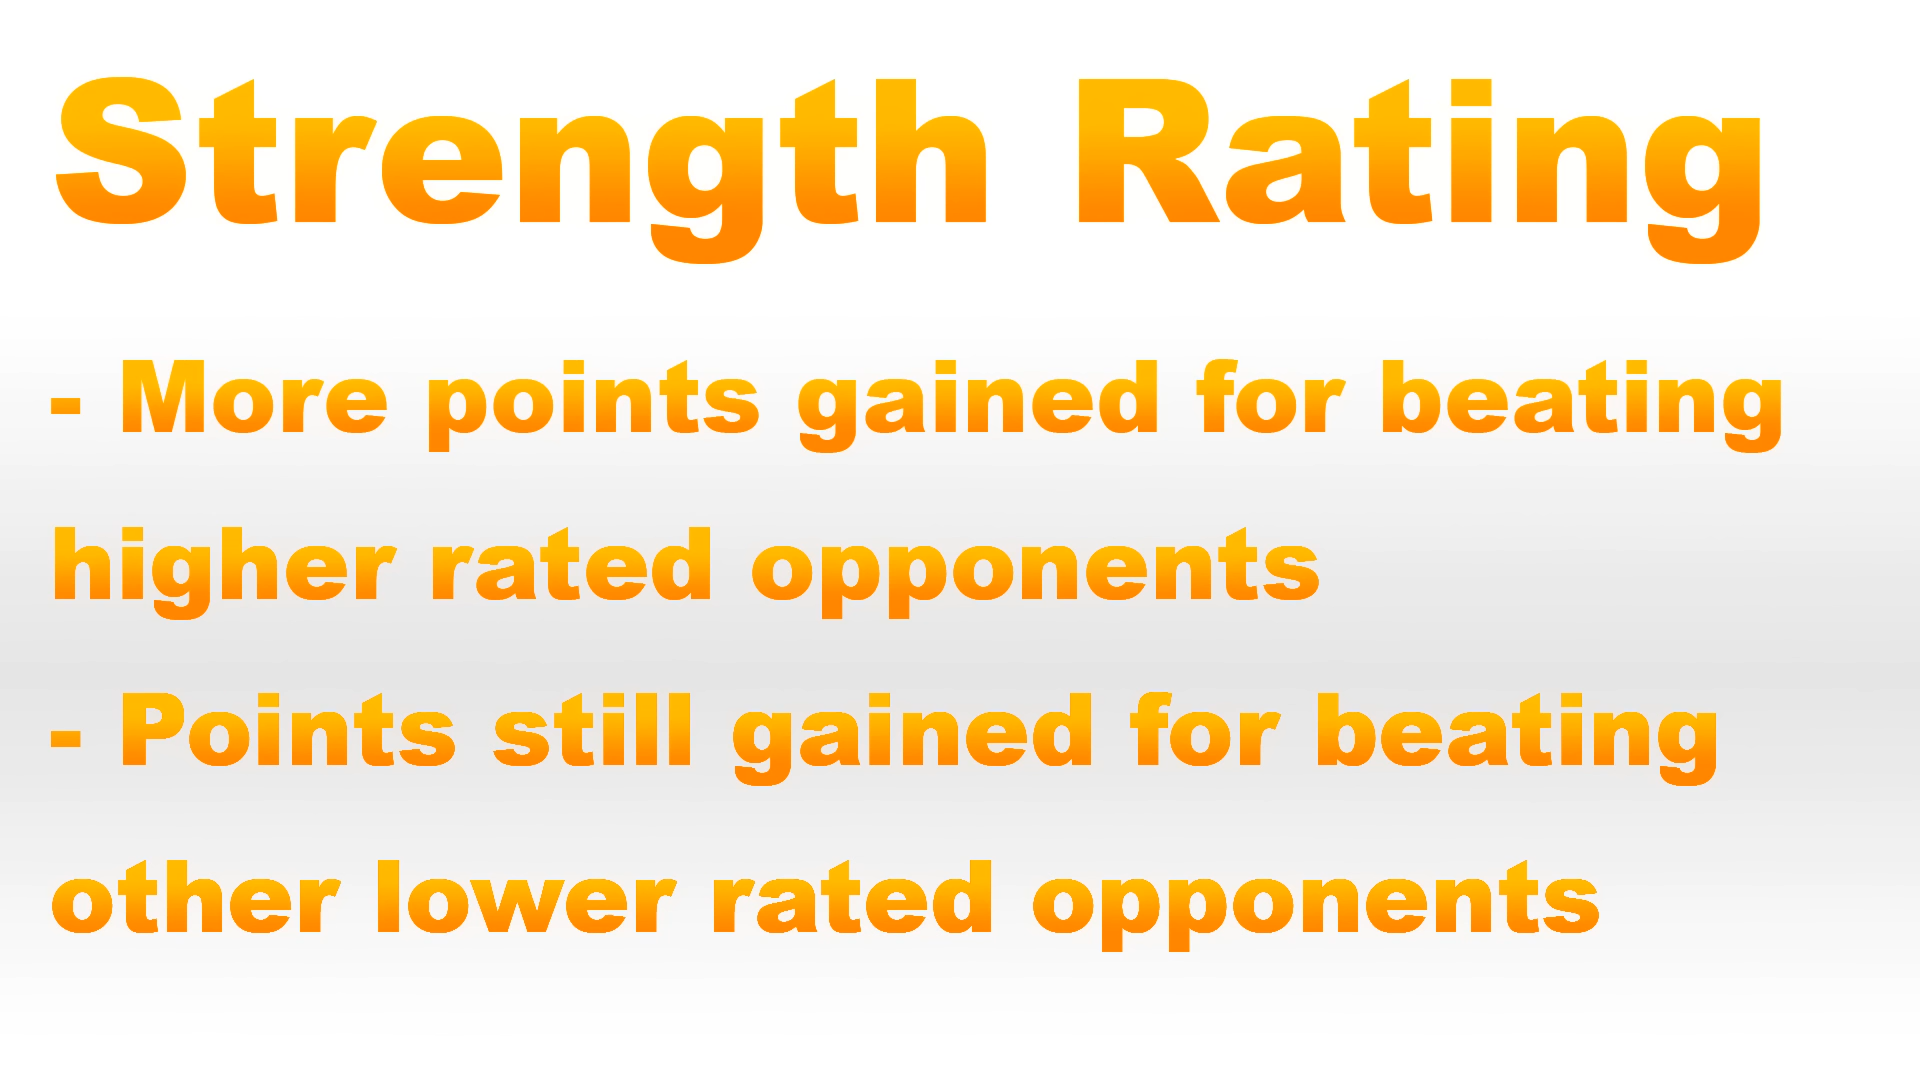 Strength Rating
- More points gained for beating
higher rated opponents
- Points still gained for beating
other lower rated opponents